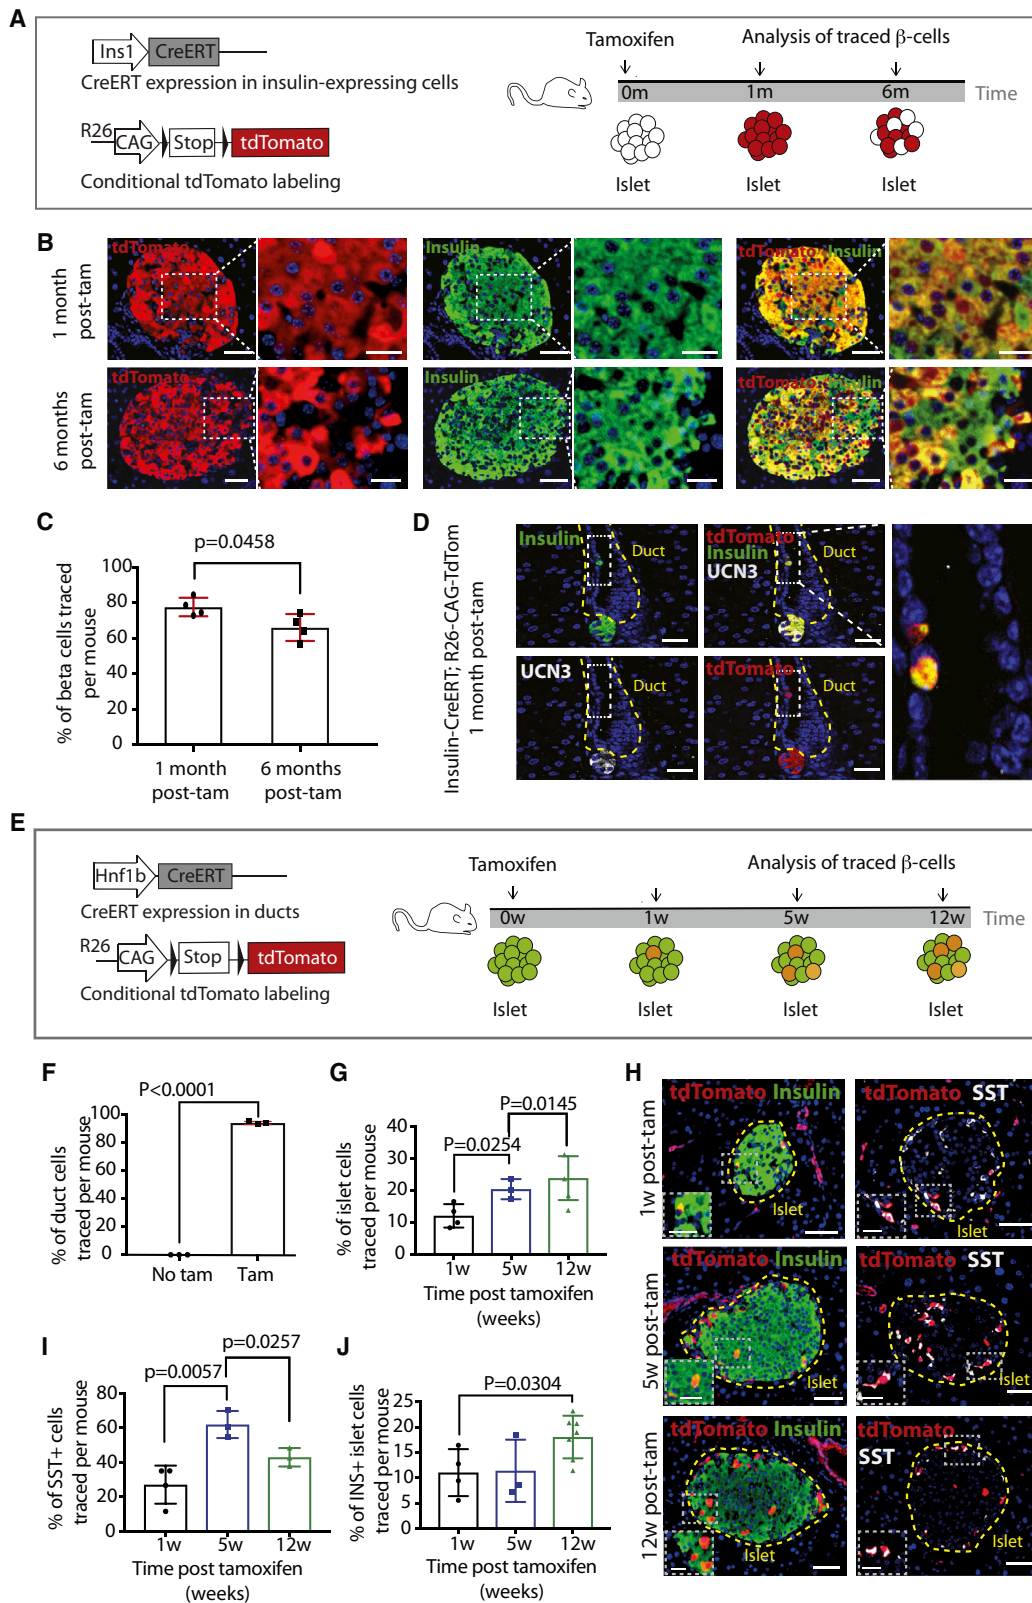 A
Ins1
CreERT
CreERT expression in insulin-expressing cells
R26
CAG
Stop
tdTomato
Conditional tdTomato labeling
Tamoxifen
Analysis of traced β-cells
0m
1m
6m
Time
Islet
Islet
Islet
B
1 month
post-tam
tdTomato
Insulin
tdTomato Insulin
6 months
post-tam
tdTomato
Insulin
tdTomato Insulin
C
p=0.0458
% of beta cells traced
per mouse
100
80
60
40
20
0
1 month
post-tam
6 months
post-tam
D
Insulin-CreERT; R26-CAG-TdTom
1 month post-tam
Insulin
Duct
tdTomato
Insulin
UCN3
Duct
UCN3
Duct
tdTomato
Duct
E
Hnf1b
CreERT
CreERT expression in ducts
R26
CAG
Stop
tdTomato
Conditional tdTomato labeling
Tamoxifen
Analysis of traced β-cells
0w
1w
5w
12w
Time
Islet
Islet
Islet
Islet
F
P<0.0001
% of duct cells
traced per mouse
100
80
60
40
20
0
No tam
Tam
G
P=0.0145
P=0.0254
% of islet cells
traced per mouse
40
30
20
10
0
1w
5w
12w
Time post tamoxifen
(weeks)
H
1w post-tam
tdTomato Insulin
Islet
tdTomato SST
Islet
5w post-tam
tdTomato Insulin
Islet
tdTomato SST
Islet
12w post-tam
tdTomato Insulin
Islet
tdTomato
SST
Islet
I
p=0.0257
p=0.0057
% of SST+ cells
traced per mouse
80
60
40
20
0
1w
5w
12w
Time post tamoxifen
(weeks)
J
P=0.0304
% of INS+ islet cells
traced per mouse
25
20
15
10
5
0
1w
5w
12w
Time post tamoxifen
(weeks)